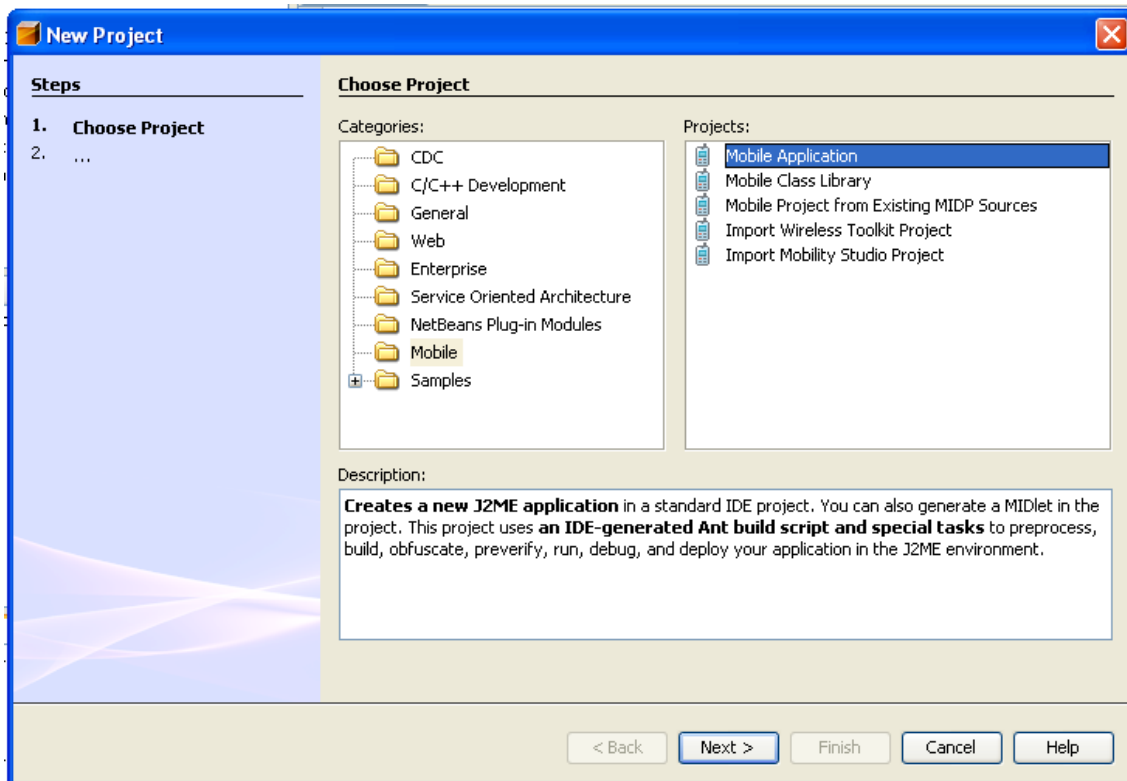 New Project
Steps
1. Choose Project
2. ...
Choose Project
Categories:
CDC
C/C++ Development
General
Web
Enterprise
Service Oriented Architecture
NetBeans Plug-in Modules
Mobile
Samples
Projects:
Mobile Application
Mobile Class Library
Mobile Project from Existing MIDP Sources
Import Wireless Toolkit Project
Import Mobility Studio Project
Description:
Creates a new J2ME application in a standard IDE project. You can also generate a MIDlet in the
project. This project uses an IDE-generated Ant build script and special tasks to preprocess,
build, obfuscate, preverify, run, debug, and deploy your application in the J2ME environment.
< Back
Next >
Finish
Cancel
Help